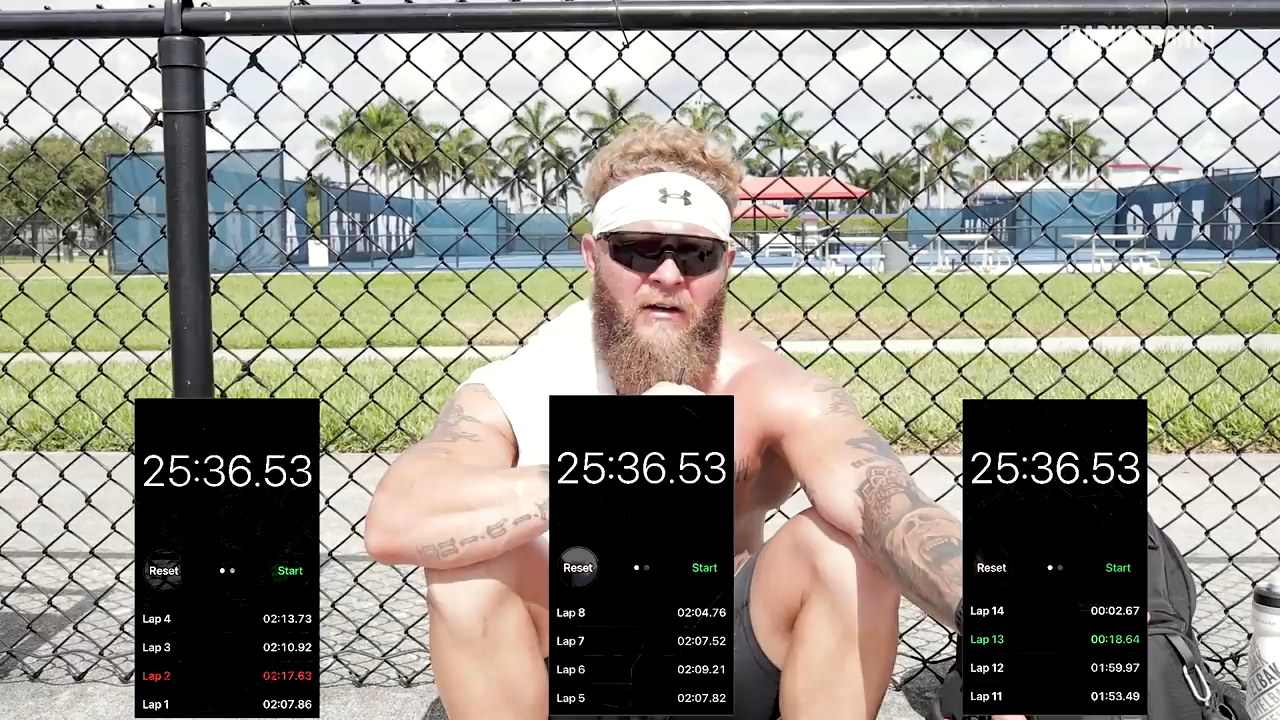 [DARKSTRONG]
25:36.53
Reset
Start
Lap 4 02:13.73
Lap 3 02:10.92
Lap 2 02:17.63
Lap 1 02:07.86
25:36.53
Reset
Start
Lap 8 02:04.76
Lap 7 02:07.52
Lap 6 02:09.21
Lap 5 02:07.82
25:36.53
Reset
Start
Lap 14 00:02.67
Lap 13 00:18.64
Lap 12 01:59.97
Lap 11 01:53.49